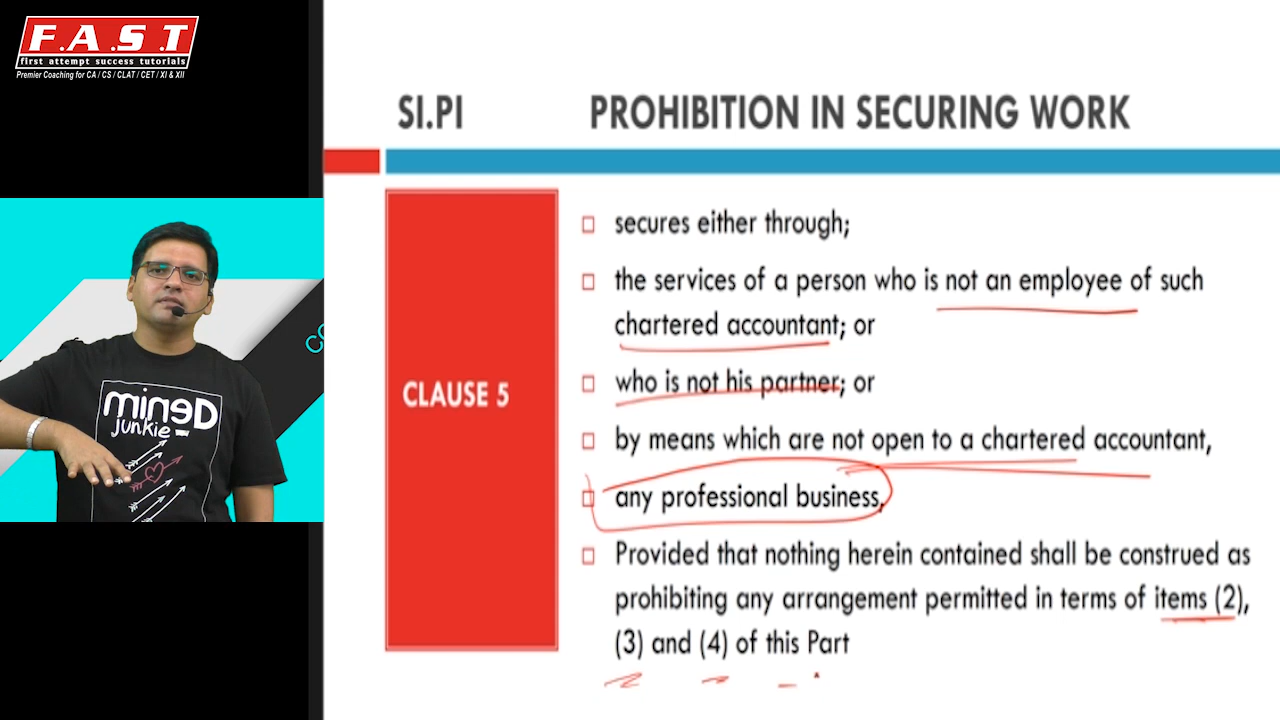 F.A.S.T
first attempt success tutorials
Premier Coaching for CA / CS / CLAT / CET / XI & XII
SI.PI PROHIBITION IN SECURING WORK
CLAUSE 5
secures either through;
the services of a person who is not an employee of such
chartered accountant; or
who is not his partner; or
by means which are not open to a chartered accountant,
any professional business,
Provided that nothing herein contained shall be construed as
prohibiting any arrangement permitted in terms of items (2),
(3) and (4) of this Part
Denim
junkie